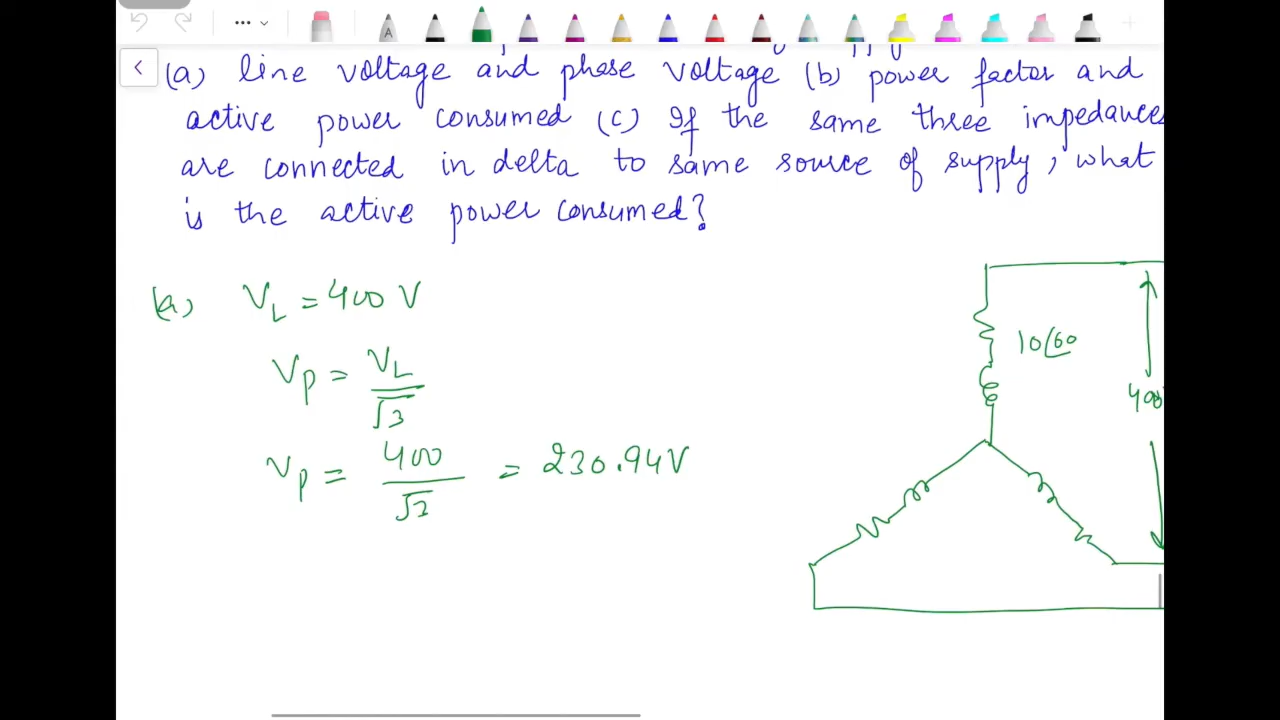 (a) line voltage and phase voltage (b) power factor and
active power consumed (c) If the same three impedances
are connected in delta to same source of supply, what
is the active power consumed?
(a) V_L = 400 V
V_p = V_L / √3
V_p = 400 / √3 = 230.94V
10∠60
400
A